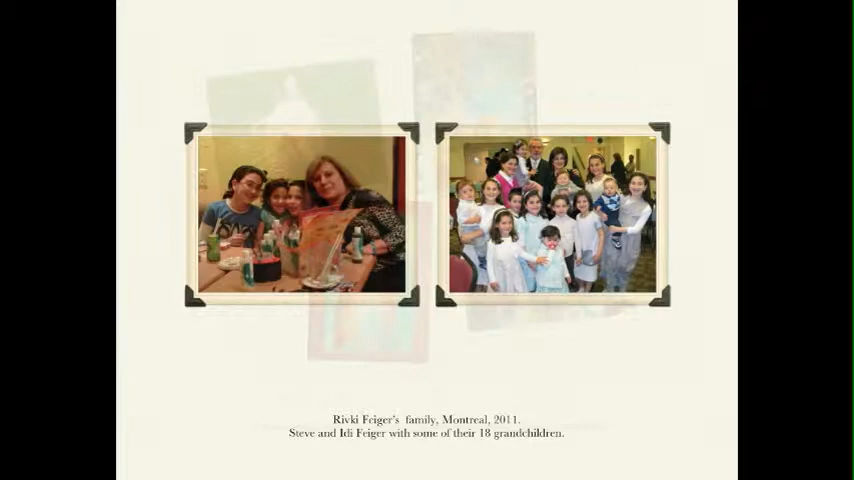 Rivki Feiger's family, Montreal, 2011.
Steve and Idi Feiger with some of their 18 grandchildren.